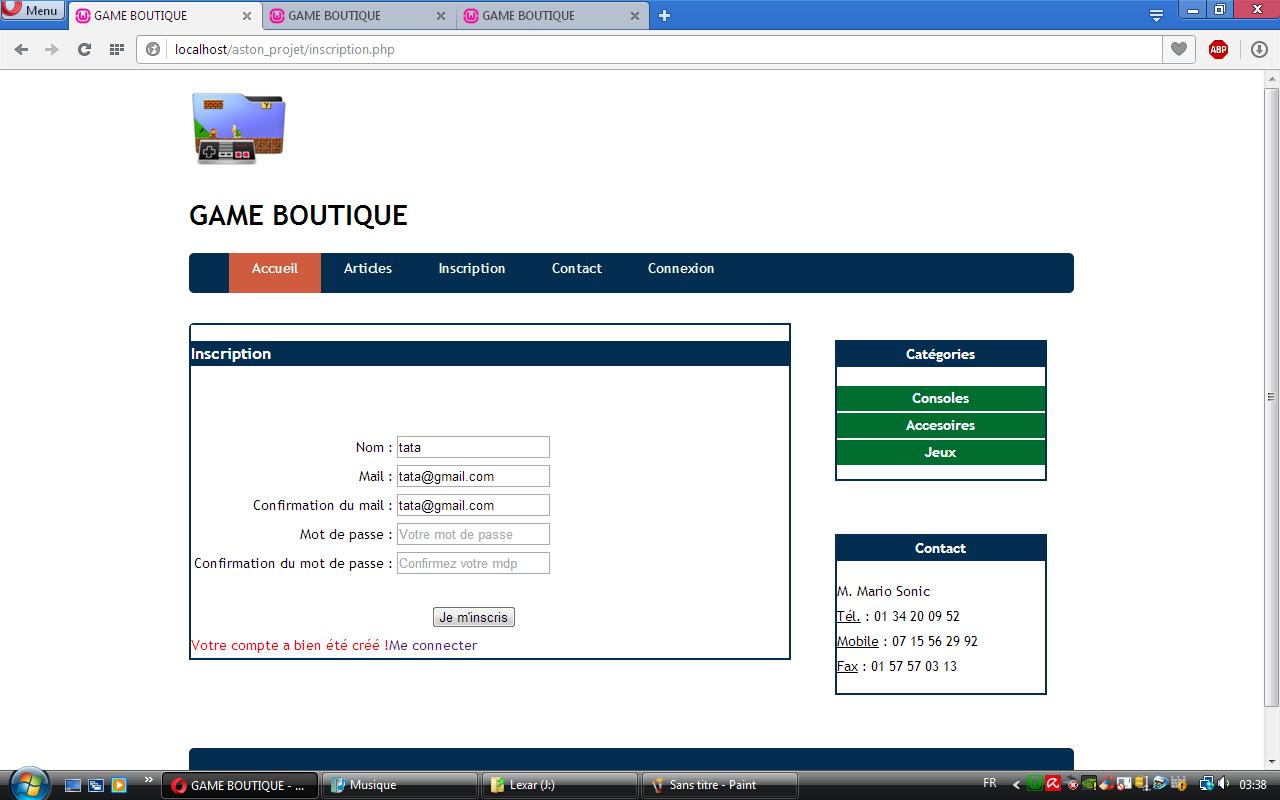 Menu
GAME BOUTIQUE
GAME BOUTIQUE
GAME BOUTIQUE
localhost/aston_projet/inscription.php
ABP
GAME BOUTIQUE
Accueil Articles Inscription Contact Connexion
Inscription
Nom : tata
Mail : tata@gmail.com
Confirmation du mail : tata@gmail.com
Mot de passe : Votre mot de passe
Confirmation du mot de passe : Confirmez votre mdp
Je m'inscris
Votre compte a bien été créé !Me connecter
Catégories
Consoles
Accesoires
Jeux
Contact
M. Mario Sonic
Tél. : 01 34 20 09 52
Mobile : 07 15 56 29 92
Fax : 01 57 57 03 13
GAME BOUTIQUE - ...
Musique
Lexar (J:)
Sans titre - Paint
FR
03:38